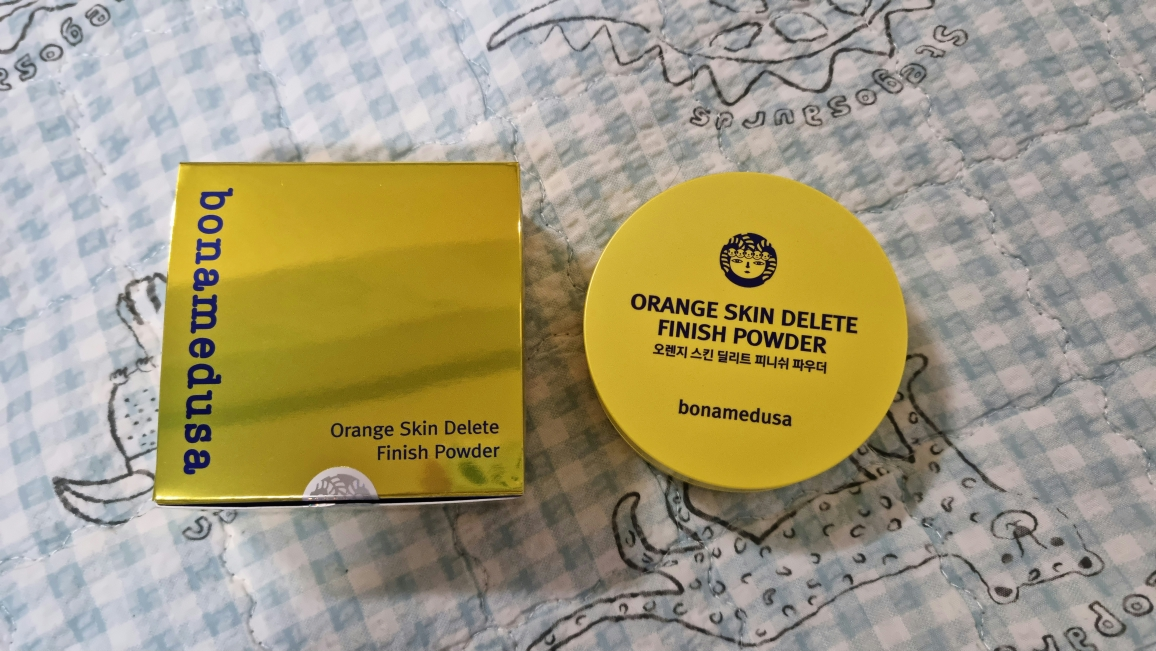 bonamedusa
Orange Skin Delete
Finish Powder
ORANGE SKIN DELETE
FINISH POWDER
오렌지 스킨 딜리트 피니쉬 파우더
bonamedusa